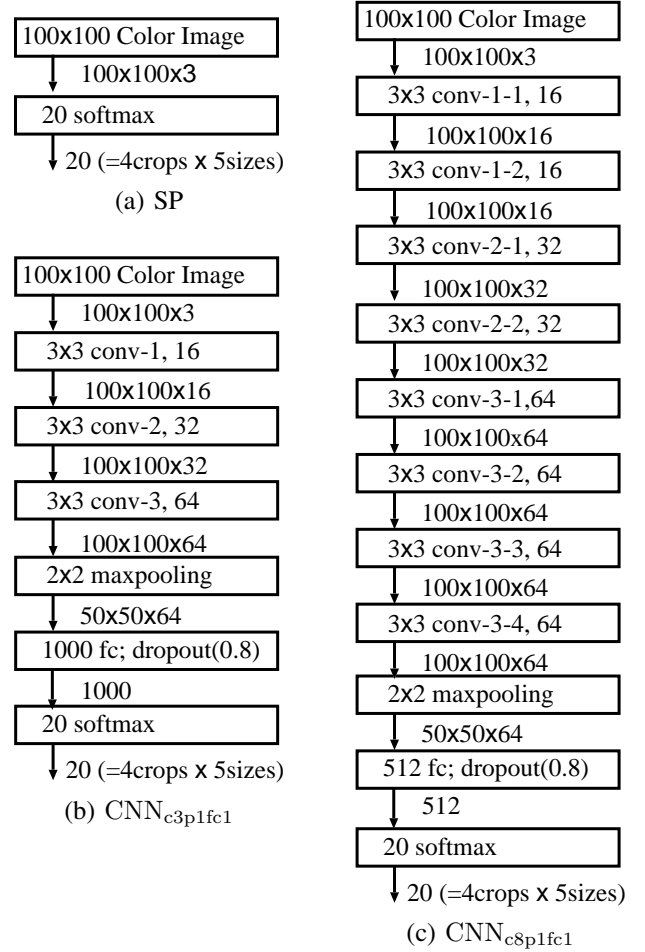 100x100 Color Image
100x100x3
20 softmax
20 (=4crops x 5sizes)
(a) SP
100x100 Color Image
100x100x3
3x3 conv-1, 16
100x100x16
3x3 conv-2, 32
100x100x32
3x3 conv-3, 64
100x100x64
2x2 maxpooling
50x50x64
1000 fc; dropout(0.8)
1000
20 softmax
20 (=4crops x 5sizes)
(b) CNNc3p1fc1
100x100 Color Image
100x100x3
3x3 conv-1-1, 16
100x100x16
3x3 conv-1-2, 16
100x100x16
3x3 conv-2-1, 32
100x100x32
3x3 conv-2-2, 32
100x100x32
3x3 conv-3-1,64
100x100x64
3x3 conv-3-2, 64
100x100x64
3x3 conv-3-3, 64
100x100x64
3x3 conv-3-4, 64
100x100x64
2x2 maxpooling
50x50x64
512 fc; dropout(0.8)
512
20 softmax
20 (=4crops x 5sizes)
(c) CNNc8p1fc1